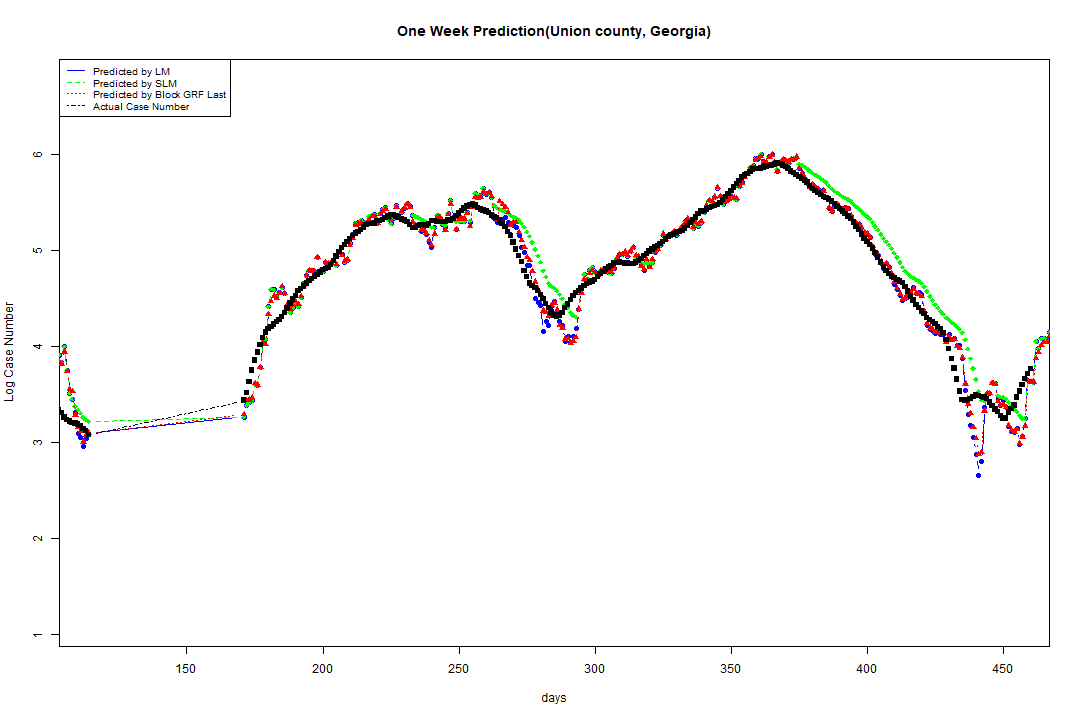 One Week Prediction(Union county, Georgia)
Predicted by LM
Predicted by SLM
Predicted by Block GRF Last
Actual Case Number
6
5
4
3
2
1
Log Case Number
150 200 250 300 350 400 450
days